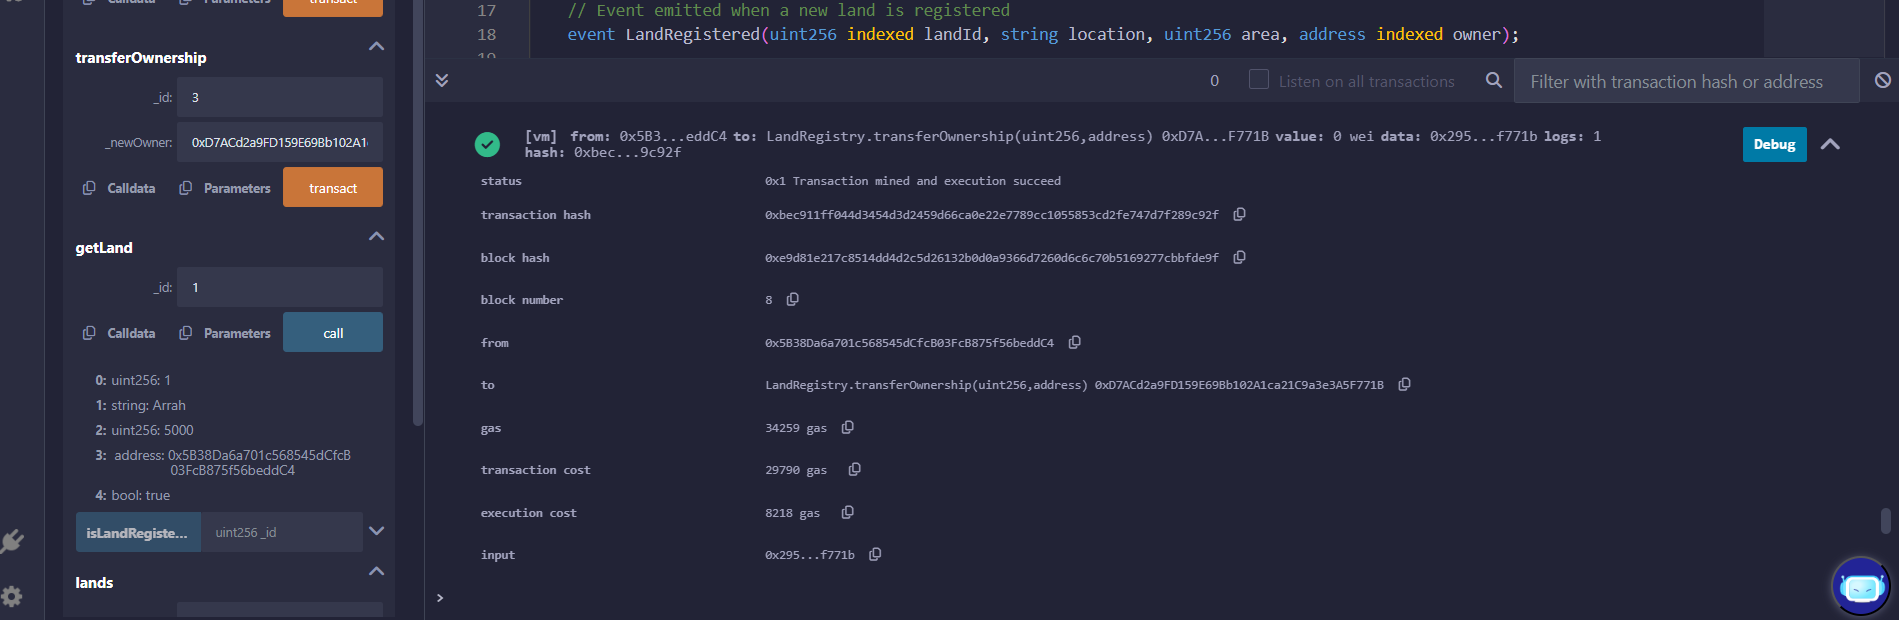 Calldata Parameters transact
transferOwnership
_id: 3
_newOwner: 0xD7ACd2a9FD159E69Bb102A1
Calldata Parameters transact
getLand
_id: 1
Calldata Parameters call
0: uint256: 1
1: string: Arrah
2: uint256: 5000
3: address: 0x5B38Da6a701c568545dCfcB
03FcB875f56beddC4
4: bool: true
isLandRegiste... uint256 _id
lands
17 // Event emitted when a new land is registered
18 event LandRegistered(uint256 indexed landId, string location, uint256 area, address indexed owner);
19
0 Listen on all transactions Filter with transaction hash or address
[vm] from: 0x5B3...eddC4 to: LandRegistry.transferOwnership(uint256,address) 0xD7A...F771B value: 0 wei data: 0x295...f771b logs: 1
hash: 0xbec...9c92f
Debug
status 0x1 Transaction mined and execution succeed
transaction hash 0xbec911ff044d3454d3d2459d66ca0e22e7789cc1055853cd2fe747d7f289c92f
block hash 0xe9d81e217c8514dd4d2c5d26132b0d0a9366d7260d6c6c70b5169277cbbfde9f
block number 8
from 0x5B38Da6a701c568545dCfcB03FcB875f56beddC4
to LandRegistry.transferOwnership(uint256,address) 0xD7ACd2a9FD159E69Bb102A1ca21C9a3e3A5F771B
gas 34259 gas
transaction cost 29790 gas
execution cost 8218 gas
input 0x295...f771b
>